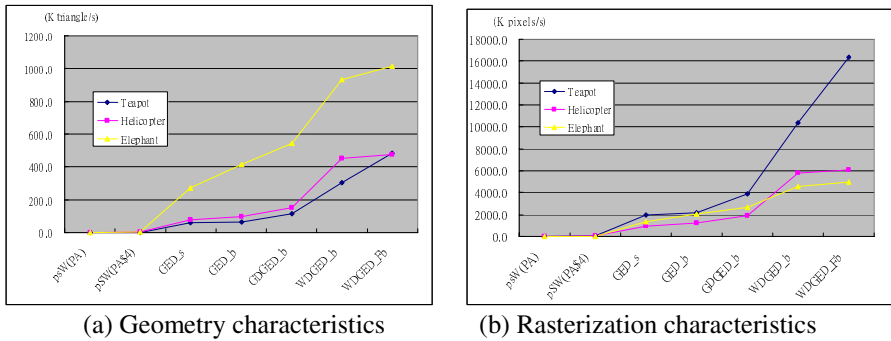 (K triangle/s)
1200.0
1000.0
800.0
600.0
400.0
200.0
0.0
Teapot
Helicopter
Elephant
psW(PA)
pSW(PA$4)
GED_s
GED_b
GDGED_b
WDGED_b
WDGED_Fb
(a) Geometry characteristics
(K pixels/s)
18000.0
16000.0
14000.0
12000.0
10000.0
8000.0
6000.0
4000.0
2000.0
0.0
Teapot
Helicopter
Elephant
psW(PA)
pSW(PA$4)
GED_s
GED_b
GDGED_b
WDGED_b
WDGED_Fb
(b) Rasterization characteristics